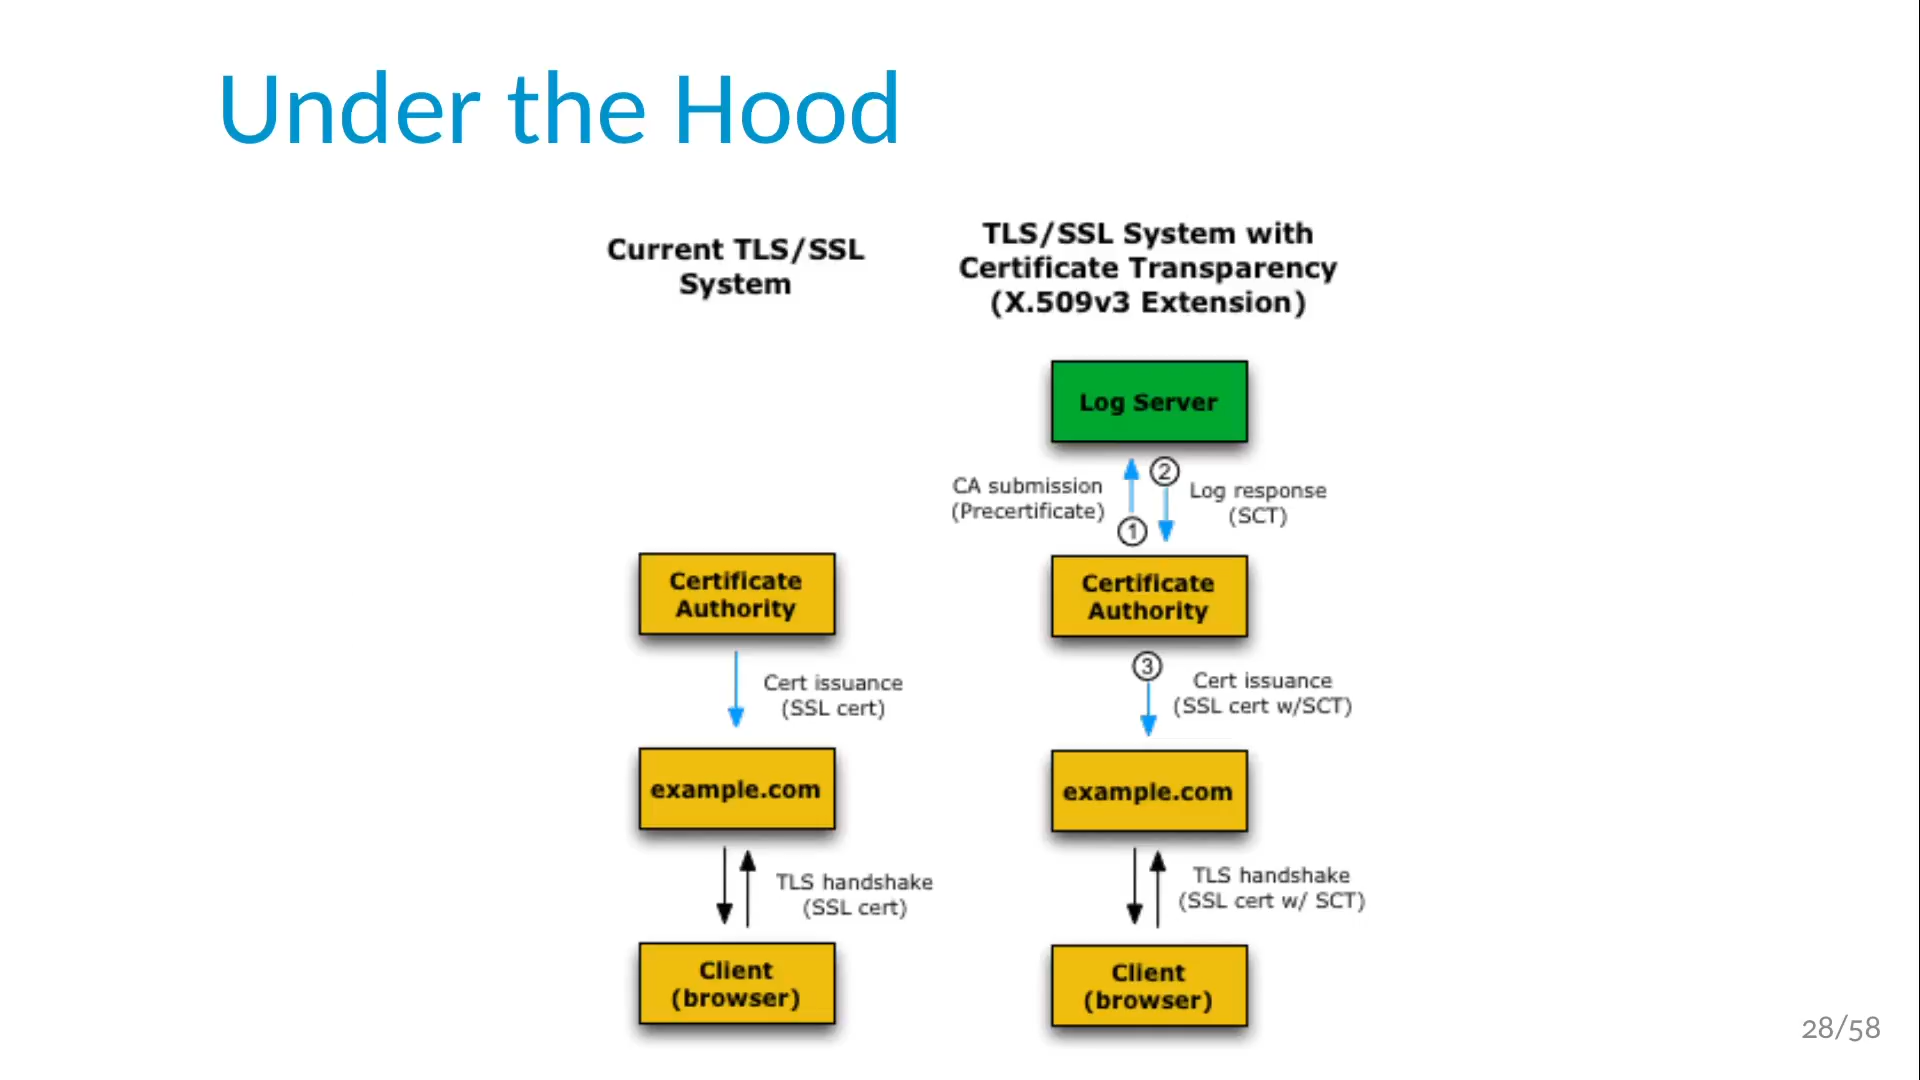 Under the Hood
Current TLS/SSL
System
Certificate
Authority
Cert issuance
(SSL cert)
example.com
TLS handshake
(SSL cert)
Client
(browser)
TLS/SSL System with
Certificate Transparency
(X.509v3 Extension)
Log Server
CA submission
(Precertificate)
1
2
Log response
(SCT)
Certificate
Authority
3
Cert issuance
(SSL cert w/SCT)
example.com
TLS handshake
(SSL cert w/ SCT)
Client
(browser)
28/58